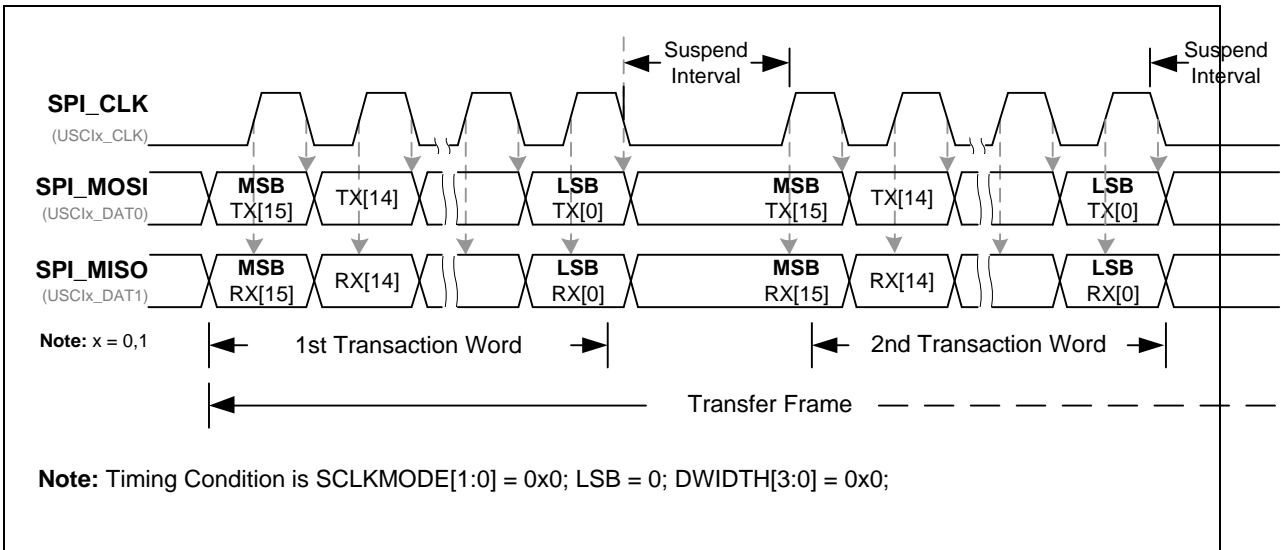 Suspend
Interval
Suspend
Interval
SPI_CLK
(USCIx_CLK)
SPI_MOSI
(USCIx_DAT0)
MSB
TX[15]
TX[14]
LSB
TX[0]
MSB
TX[15]
TX[14]
LSB
TX[0]
SPI_MISO
(USCIx_DAT1)
MSB
RX[15]
RX[14]
LSB
RX[0]
MSB
RX[15]
RX[14]
LSB
RX[0]
Note: x = 0,1
1st Transaction Word
2nd Transaction Word
Transfer Frame
Note: Timing Condition is SCLKMODE[1:0] = 0x0; LSB = 0; DWIDTH[3:0] = 0x0;